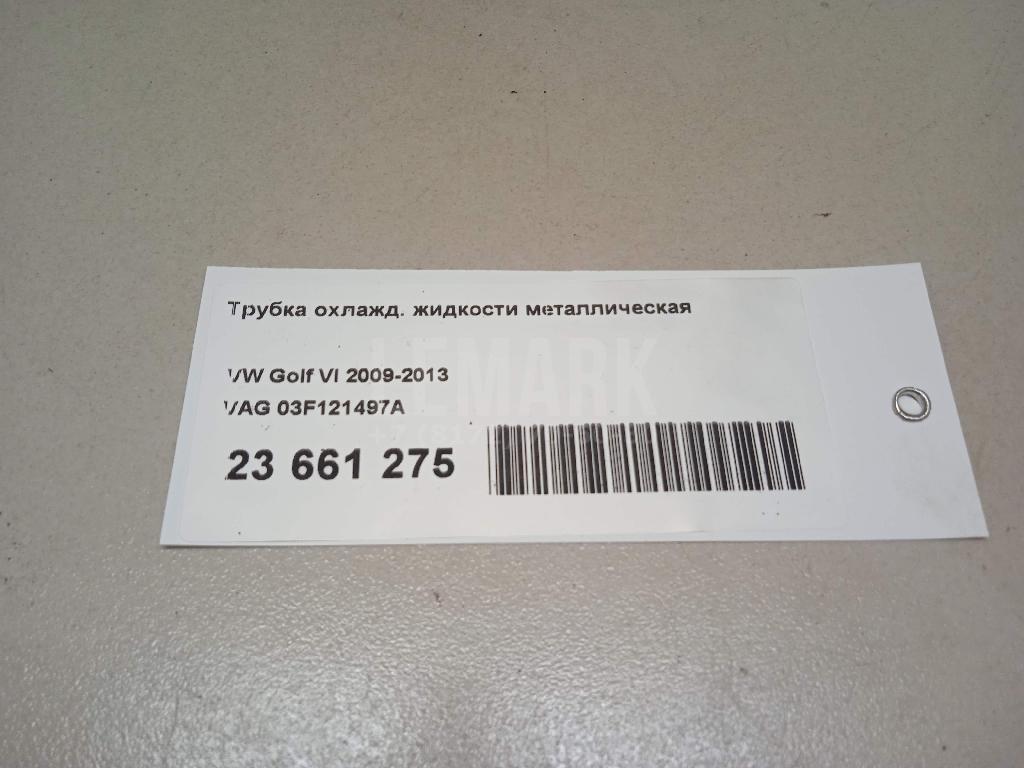 Трубка охлажд. жидкости металлическая
VW Golf VI 2009-2013
VAG 03F121497A
23 661 275
LEMARK